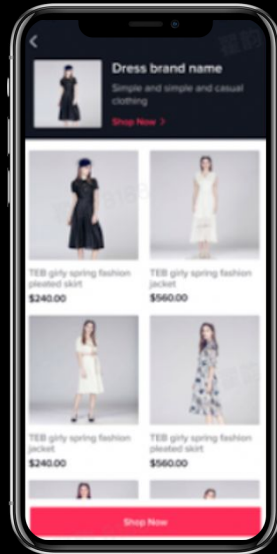 Dress brand name
Simple and simple and casual
clothing
Shop Now >
TEB girly spring fashion
pleated skirt
$240.00
TEB girly spring fashion
jacket
$560.00
TEB girly spring fashion
jacket
$240.00
TEB girly spring fashion
pleated skirt
$560.00
Shop Now